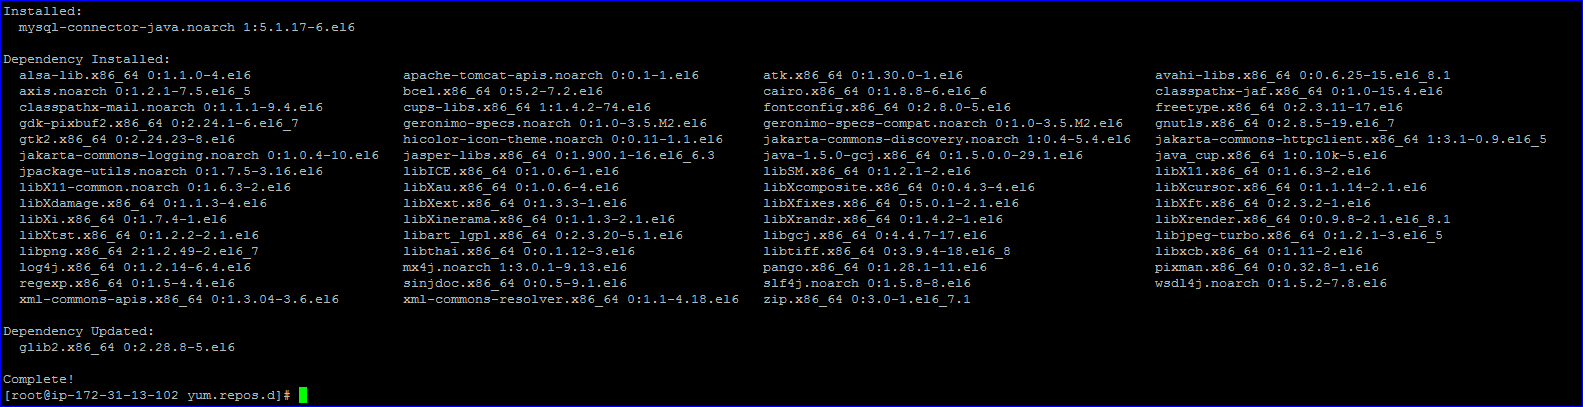 Installed:
mysql-connector-java.noarch 1:5.1.17-6.el6
Dependency Installed:
alsa-lib.x86_64 0:1.1.0-4.el6 apache-tomcat-apis.noarch 0:0.1-1.el6 atk.x86_64 0:1.30.0-1.el6 avahi-libs.x86_64 0:0.6.25-15.el6_8.1
axis.noarch 0:1.2.1-7.5.el6_5 bcel.x86_64 0:5.2-7.2.el6 cairo.x86_64 0:1.8.8-6.el6_6 classpathx-jaf.x86_64 0:1.0-15.4.el6
classpathx-mail.noarch 0:1.1.1-9.4.el6 cups-libs.x86_64 1:1.4.2-74.el6 fontconfig.x86_64 0:2.8.0-5.el6 freetype.x86_64 0:2.3.11-17.el6
gdk-pixbuf2.x86_64 0:2.24.1-6.el6_7 geronimo-specs.noarch 0:1.0-3.5.M2.el6 geronimo-specs-compat.noarch 0:1.0-3.5.M2.el6 gnutls.x86_64 0:2.8.5-19.el6_7
gtk2.x86_64 0:2.24.23-8.el6 hicolor-icon-theme.noarch 0:0.11-1.1.el6 jakarta-commons-discovery.noarch 1:0.4-5.4.el6 jakarta-commons-httpclient.x86_64 1:3.1-0.9.el6_5
jakarta-commons-logging.noarch 0:1.0.4-10.el6 jasper-libs.x86_64 0:1.900.1-16.el6_6.3 java-1.5.0-gcj.x86_64 0:1.5.0.0-29.1.el6 java_cup.x86_64 1:0.10k-5.el6
jpackage-utils.noarch 0:1.7.5-3.16.el6 libICE.x86_64 0:1.0.6-1.el6 libSM.x86_64 0:1.2.1-2.el6 libX11.x86_64 0:1.6.3-2.el6
libX11-common.noarch 0:1.6.3-2.el6 libXau.x86_64 0:1.0.6-4.el6 libXcomposite.x86_64 0:0.4.3-4.el6 libXcursor.x86_64 0:1.1.14-2.1.el6
libXdamage.x86_64 0:1.1.3-4.el6 libXext.x86_64 0:1.3.3-1.el6 libXfixes.x86_64 0:5.0.1-2.1.el6 libXft.x86_64 0:2.3.2-1.el6
libXi.x86_64 0:1.7.4-1.el6 libXinerama.x86_64 0:1.1.3-2.1.el6 libXrandr.x86_64 0:1.4.2-1.el6 libXrender.x86_64 0:0.9.8-2.1.el6_8.1
libXtst.x86_64 0:1.2.2-2.1.el6 libart_lgpl.x86_64 0:2.3.20-5.1.el6 libgcj.x86_64 0:4.4.7-17.el6 libjpeg-turbo.x86_64 0:1.2.1-3.el6_5
libpng.x86_64 2:1.2.49-2.el6_7 libthai.x86_64 0:0.1.12-3.el6 libtiff.x86_64 0:3.9.4-18.el6_8 libxcb.x86_64 0:1.11-2.el6
log4j.x86_64 0:1.2.14-6.4.el6 mx4j.noarch 1:3.0.1-9.13.el6 pango.x86_64 0:1.28.1-11.el6 pixman.x86_64 0:0.32.8-1.el6
regexp.x86_64 0:1.5-4.4.el6 sinjdoc.x86_64 0:0.5-9.1.el6 slf4j.noarch 0:1.5.8-8.el6 wsdl4j.noarch 0:1.5.2-7.8.el6
xml-commons-apis.x86_64 0:1.3.04-3.6.el6 xml-commons-resolver.x86_64 0:1.1-4.18.el6 zip.x86_64 0:3.0-1.el6_7.1
Dependency Updated:
glib2.x86_64 0:2.28.8-5.el6
Complete!
[root@ip-172-31-13-102 yum.repos.d]#